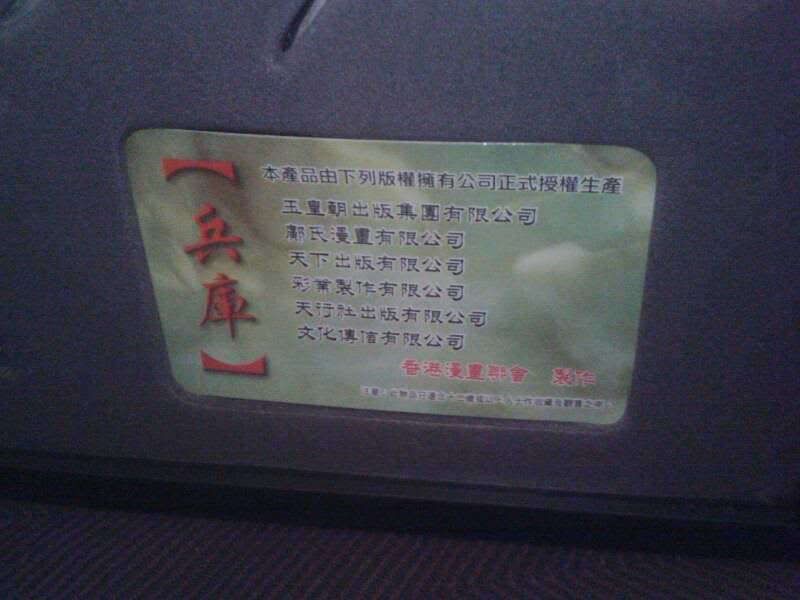 【兵庫】
本產品由下列版權擁有公司正式授權生產
玉皇朝出版集團有限公司
鄺氏漫畫有限公司
天下出版有限公司
彩業製作有限公司
天行社出版有限公司
文化傳信有限公司
香港漫畫聯會 製作